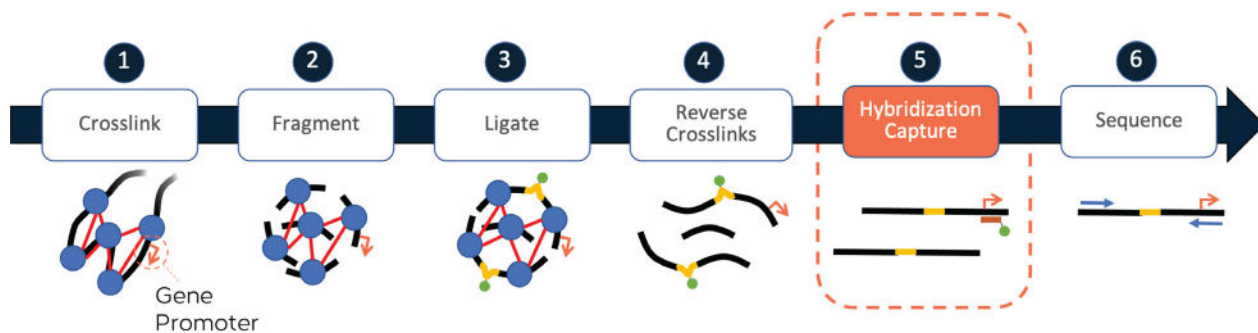 1
2
3
4
5
6
Crosslink
Fragment
Ligate
Reverse
Crosslinks
Hybridization
Capture
Sequence
Gene
Promoter